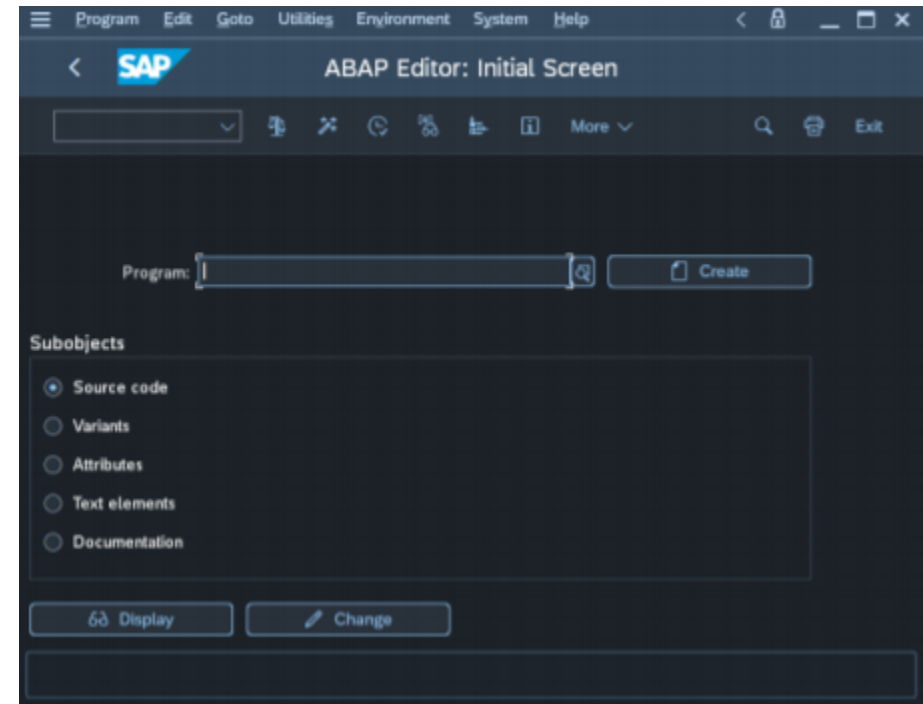 Program Edit Goto Utilities Environment System Help
SAP ABAP Editor: Initial Screen
More Exit
Program: Create
Subobjects
Source code
Variants
Attributes
Text elements
Documentation
Display Change